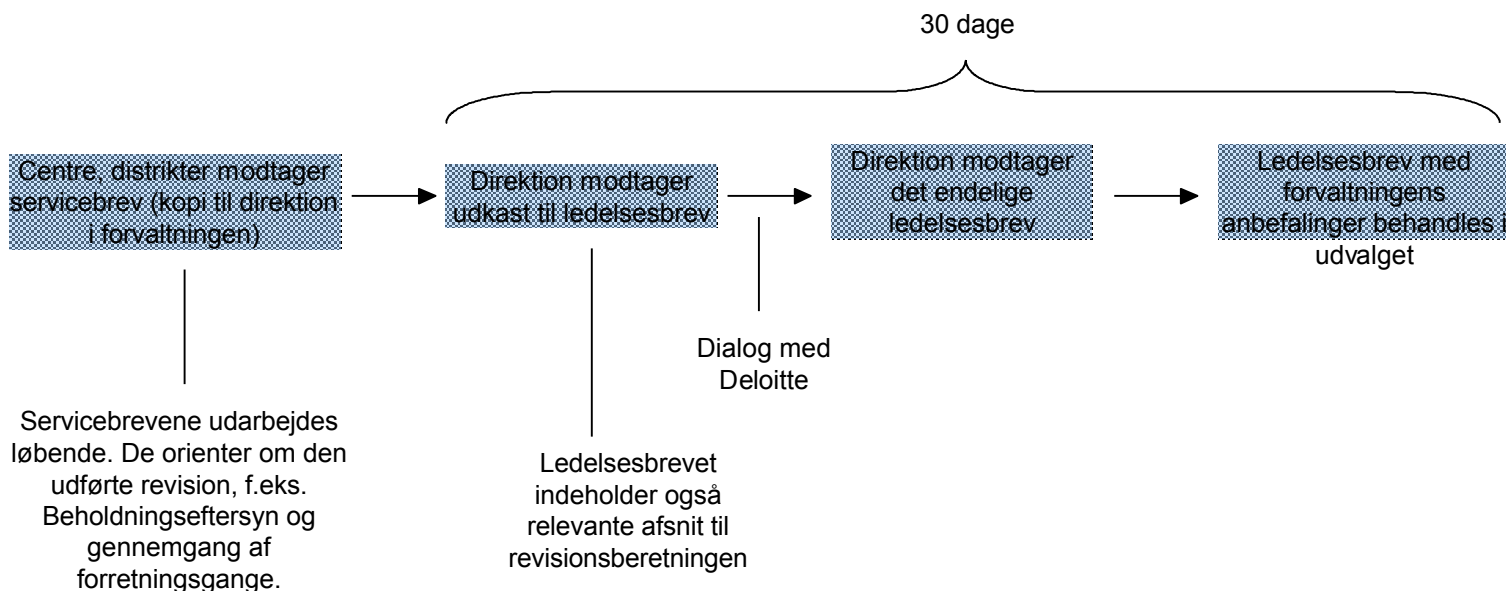 30 dage
Centre, distrikter modtager
servicebrev (kopi til direktion
i forvaltningen)
Direktion modtager
udkast til ledelsesbrev
Direktion modtager
det endelige
ledelsesbrev
Ledelsesbrev med
forvaltningens
anbefalinger behandles i
udvalget
Dialog med
Deloitte
Servicebrevene udarbejdes
løbende. De orienter om den
udførte revision, f.eks.
Beholdningseftersyn og
gennemgang af
forretningsgange.
Ledelsesbrevet
indeholder også
relevante afsnit til
revisionsberetningen